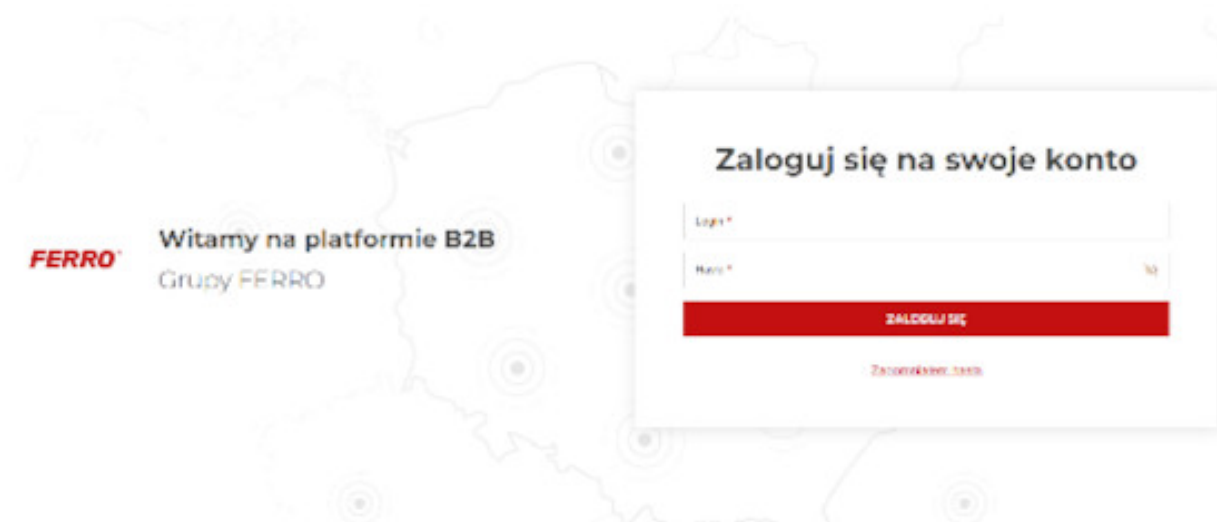 FERRO
Witamy na platformie B2B
Grupy FERRO
Zaloguj się na swoje konto
Login *
Hasło *
ZALOGUJ SIĘ
Zapomniałem hasła